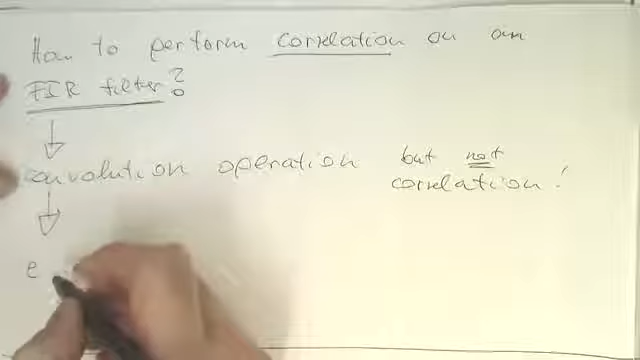 How to perform correlation on an
FIR filter?
convolution operation but not
correlation!
e